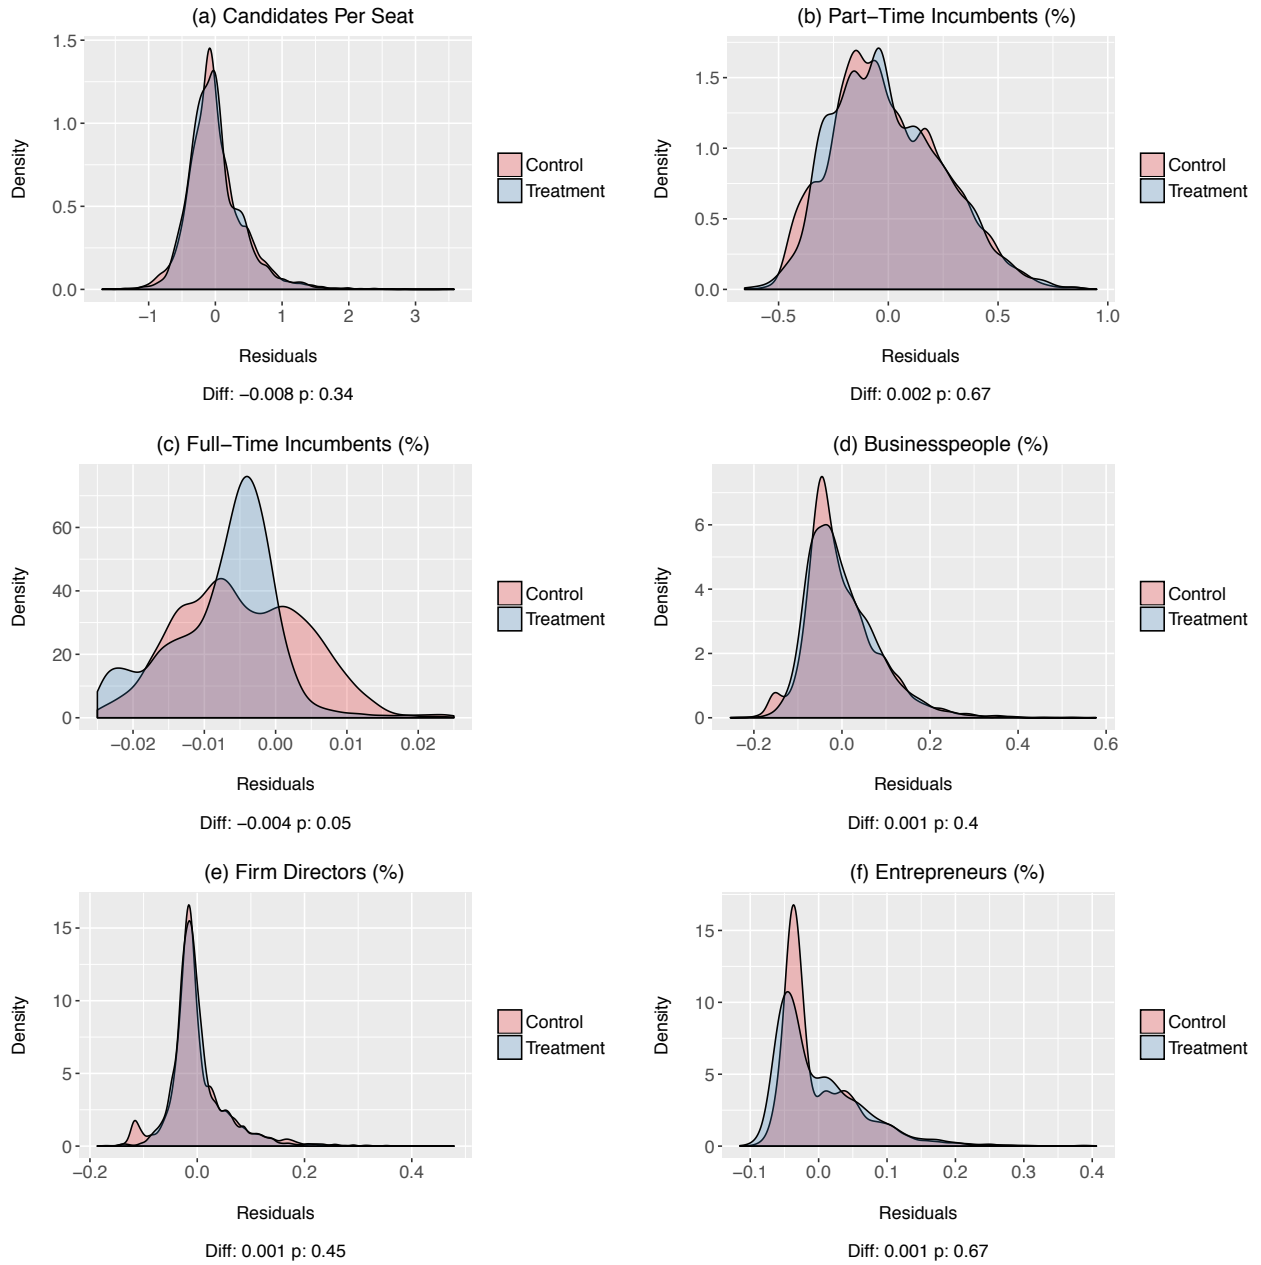 (a) Candidates Per Seat
1.5
1.0
0.5
0.0
Density
−1 0 1 2 3
Residuals
Diff: −0.008 p: 0.34
Control
Treatment
(b) Part−Time Incumbents (%)
1.5
1.0
0.5
0.0
Density
−0.5 0.0 0.5 1.0
Residuals
Diff: 0.002 p: 0.67
Control
Treatment
(c) Full−Time Incumbents (%)
60
40
20
0
Density
−0.02 −0.01 0.00 0.01 0.02
Residuals
Diff: −0.004 p: 0.05
Control
Treatment
(d) Businesspeople (%)
6
4
2
0
Density
−0.2 0.0 0.2 0.4 0.6
Residuals
Diff: 0.001 p: 0.4
Control
Treatment
(e) Firm Directors (%)
15
10
5
0
Density
−0.2 0.0 0.2 0.4
Residuals
Diff: 0.001 p: 0.45
Control
Treatment
(f) Entrepreneurs (%)
15
10
5
0
Density
−0.1 0.0 0.1 0.2 0.3 0.4
Residuals
Diff: 0.001 p: 0.67
Control
Treatment